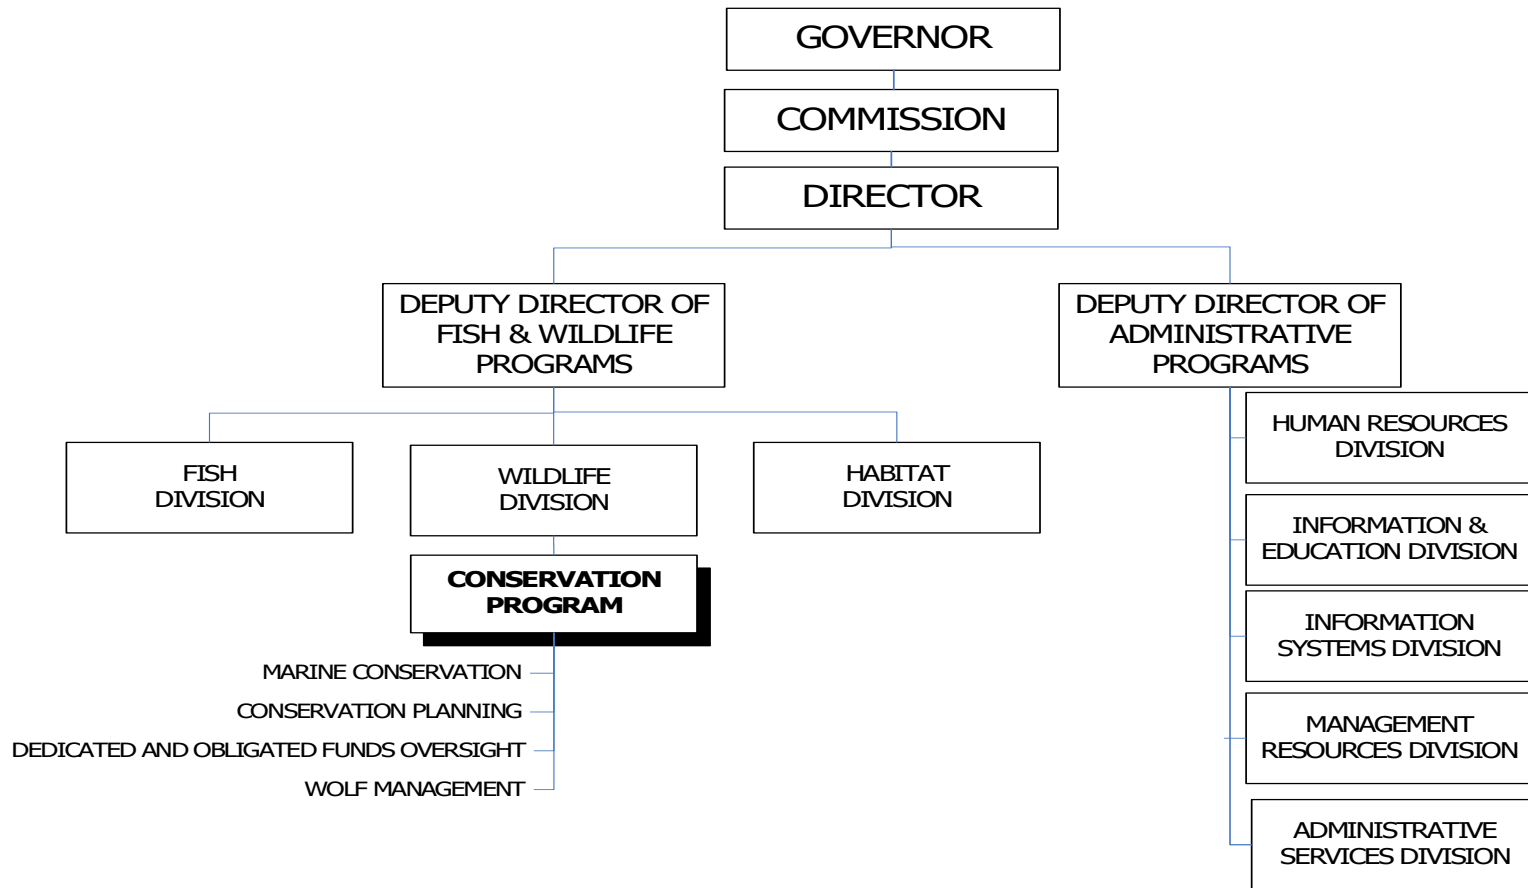 GOVERNOR
COMMISSION
DIRECTOR
DEPUTY DIRECTOR OF
FISH & WILDLIFE
PROGRAMS
DEPUTY DIRECTOR OF
ADMINISTRATIVE
PROGRAMS
FISH
DIVISION
WILDLIFE
DIVISION
HABITAT
DIVISION
CONSERVATION
PROGRAM
MARINE CONSERVATION
CONSERVATION PLANNING
DEDICATED AND OBLIGATED FUNDS OVERSIGHT
WOLF MANAGEMENT
HUMAN RESOURCES
DIVISION
INFORMATION &
EDUCATION DIVISION
INFORMATION
SYSTEMS DIVISION
MANAGEMENT
RESOURCES DIVISION
ADMINISTRATIVE
SERVICES DIVISION